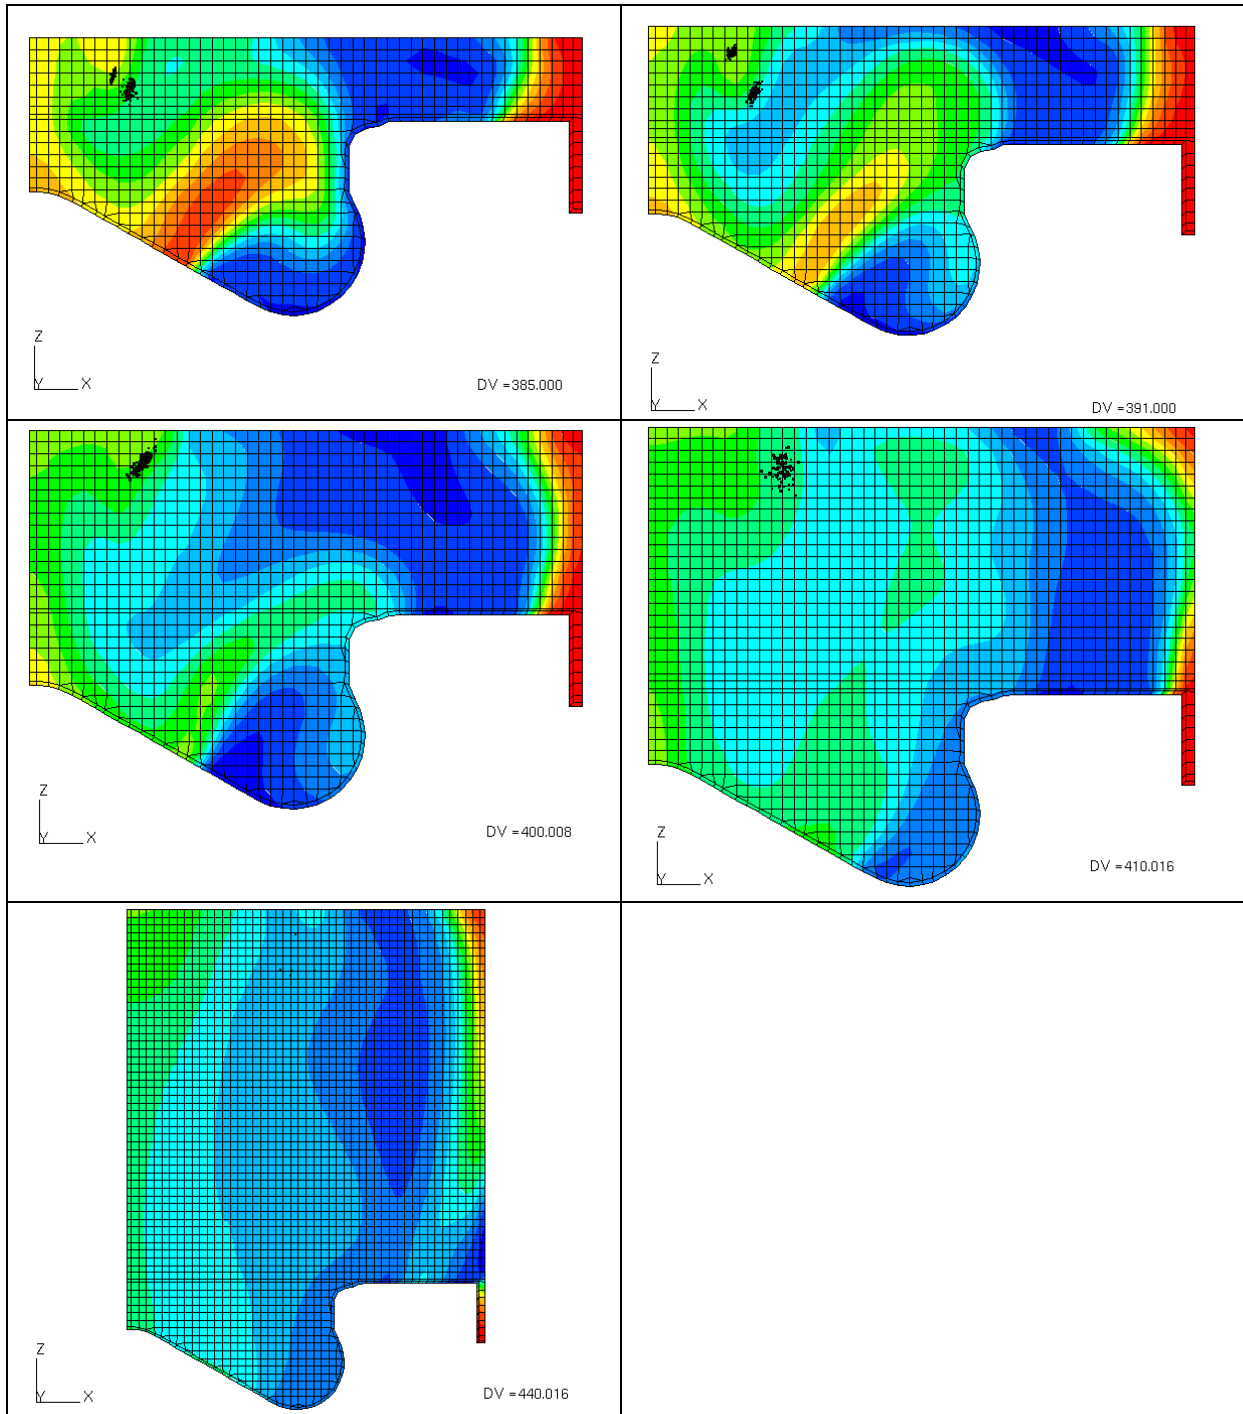 Z
Y X
DV =385.000
Z
Y X
DV =391.000
Z
Y X
DV =400.008
Z
Y X
DV =410.016
Z
Y X
DV =440.016